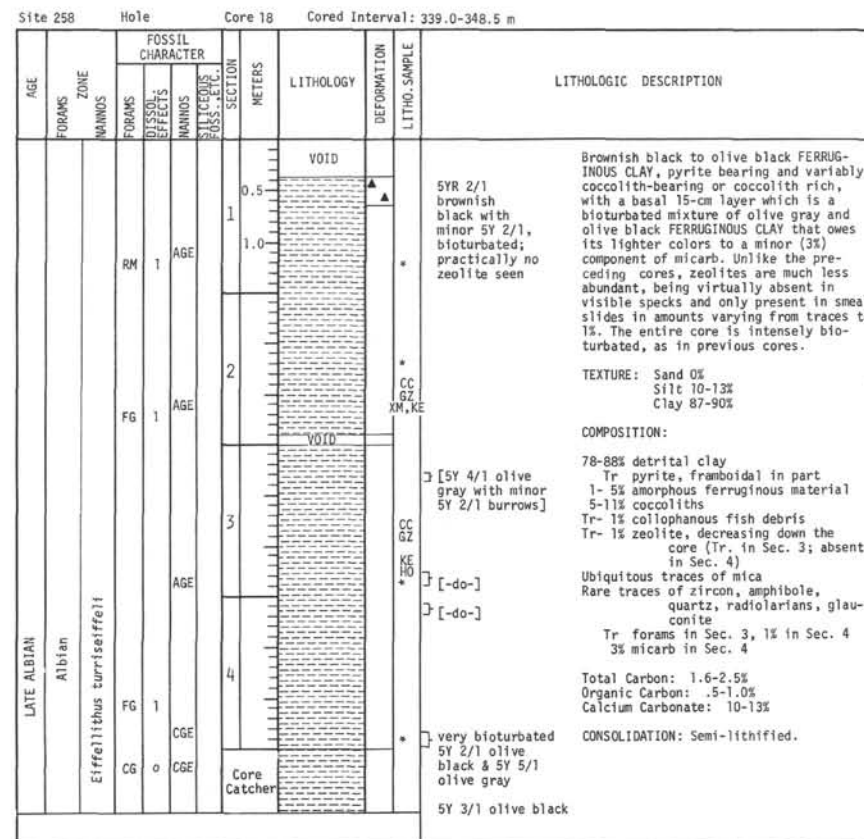 Site 258 Hole Core 18 Cored Interval: 339.0-348.5 m
AGE
ZONE
FORAMS
NANNOS
FOSSIL
CHARACTER
FORAMS
DISSOL.
EFFECTS
NANNOS
SILICEOUS
FOSS., ETC.
SECTION
METERS
LITHOLOGY
DEFORMATION
LITHO.SAMPLE
LITHOLOGIC DESCRIPTION
LATE ALBIAN
Albian
Eiffellithus turriseiffeli
RM 1 AGE
FG 1 AGE
AGE
FG 1
CGE
CG o CGE
1
0.5
1.0
2
3
4
Core
Catcher
VOID
VOID
*
*
CC
GZ
XM,KE
CC
GZ
KE
HO
*
*
5YR 2/1
brownish
black with
minor 5Y 2/1,
bioturbated;
practically no
zeolite seen
[5Y 4/1 olive
gray with minor
5Y 2/1 burrows]
[-do-]
[-do-]
very bioturbated
5Y 2/1 olive
black & 5Y 5/1
olive gray
5Y 3/1 olive black
Brownish black to olive black FERRUG-
INOUS CLAY, pyrite bearing and variably
coccolith-bearing or coccolith rich,
with a basal 15-cm layer which is a
bioturbated mixture of olive gray and
olive black FERRUGINOUS CLAY that owes
its lighter colors to a minor (3%)
component of micarb. Unlike the pre-
ceding cores, zeolites are much less
abundant, being virtually absent in
visible specks and only present in smea
slides in amounts varying from traces t
1%. The entire core is intensely bio-
turbated, as in previous cores.
TEXTURE: Sand 0%
Silt 10-13%
Clay 87-90%
COMPOSITION:
78-88% detrital clay
Tr pyrite, framboidal in part
1- 5% amorphous ferruginous material
5-11% coccoliths
Tr- 1% collophanous fish debris
Tr- 1% zeolite, decreasing down the
core (Tr. in Sec. 3; absent
in Sec. 4)
Ubiquitous traces of mica
Rare traces of zircon, amphibole,
quartz, radiolarians, glau-
conite
Tr forams in Sec. 3, 1% in Sec. 4
3% micarb in Sec. 4
Total Carbon: 1.6-2.5%
Organic Carbon: .5-1.0%
Calcium Carbonate: 10-13%
CONSOLIDATION: Semi-lithified.